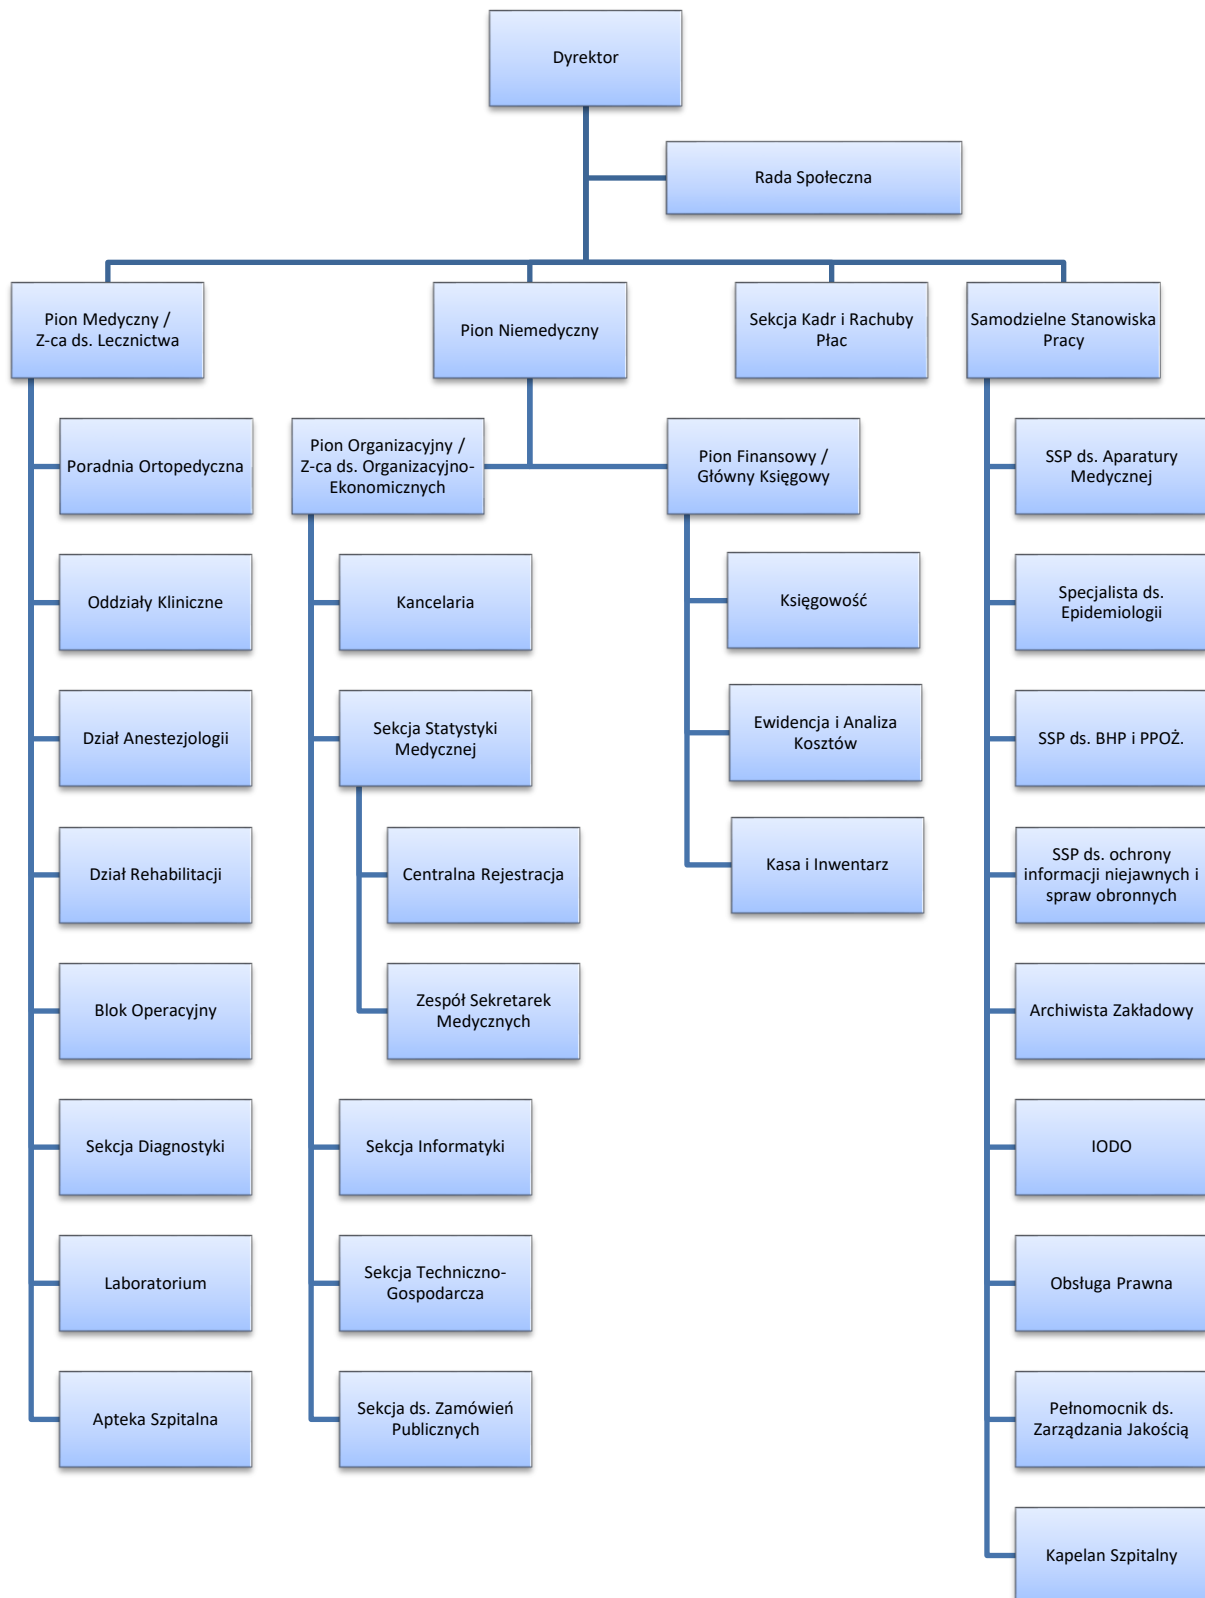 Dyrektor
Rada Społeczna
Pion Medyczny /
Z-ca ds. Lecznictwa
Pion Niemedyczny
Sekcja Kadr i Rachuby
Płac
Samodzielne Stanowiska
Pracy
Poradnia Ortopedyczna
Oddziały Kliniczne
Dział Anestezjologii
Dział Rehabilitacji
Blok Operacyjny
Sekcja Diagnostyki
Laboratorium
Apteka Szpitalna
Pion Organizacyjny /
Z-ca ds. Organizacyjno-
Ekonomicznych
Kancelaria
Sekcja Statystyki
Medycznej
Centralna Rejestracja
Zespół Sekretarek
Medycznych
Sekcja Informatyki
Sekcja Techniczno-
Gospodarcza
Sekcja ds. Zamówień
Publicznych
Pion Finansowy /
Główny Księgowy
Księgowość
Ewidencja i Analiza
Kosztów
Kasa i Inwentarz
SSP ds. Aparatury
Medycznej
Specjalista ds.
Epidemiologii
SSP ds. BHP i PPOŻ.
SSP ds. ochrony
informacji niejawnych i
spraw obronnych
Archiwista Zakładowy
IODO
Obsługa Prawna
Pełnomocnik ds.
Zarządzania Jakością
Kapelan Szpitalny